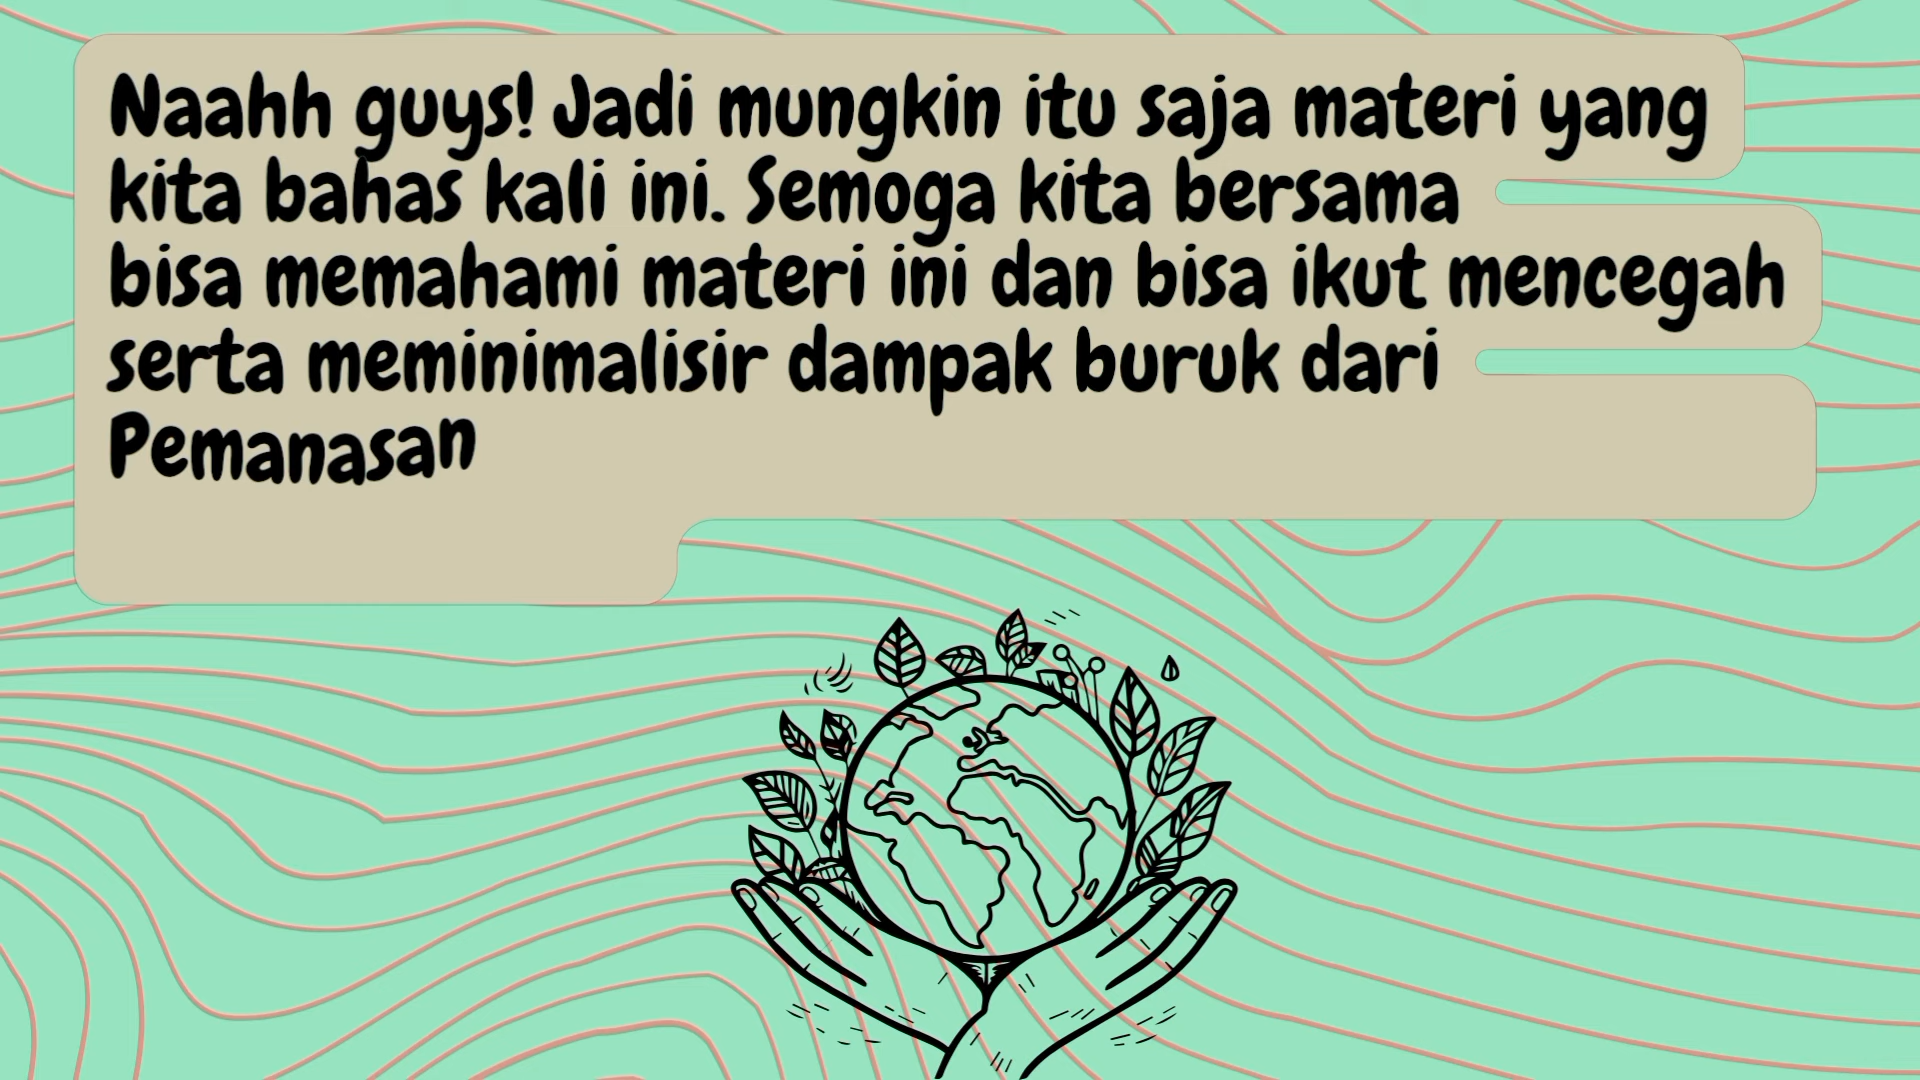 Naahh guys! Jadi mungkin itu saja materi yang
kita bahas kali ini. Semoga kita bersama
bisa memahami materi ini dan bisa ikut mencegah
serta meminimalisir dampak buruk dari
Pemanasan